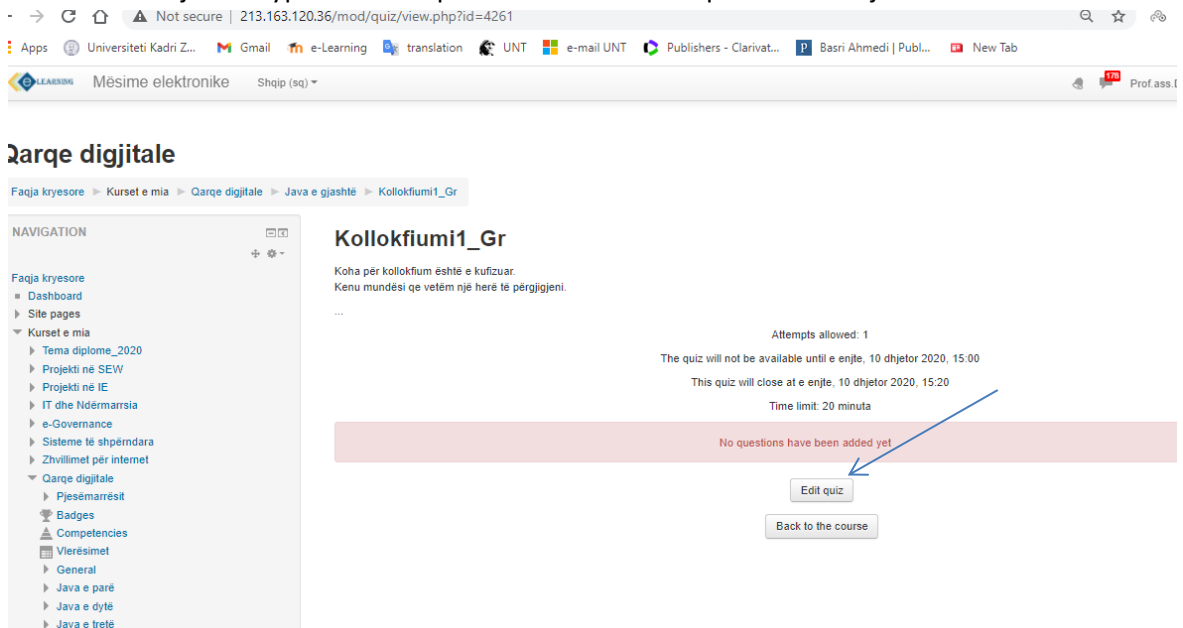 Not secure | 213.163.120.36/mod/quiz/view.php?id=4261
Apps Universiteti Kadri Z... Gmail e-Learning translation UNT e-mail UNT Publishers - Clarivat... Basri Ahmedi | Publ... New Tab
e LEARNING Mësime elektronike Shqip (sq) 178 Prof.ass.D
Qarqe digjitale
Faqja kryesore Kurset e mia Qarqe digjitale Java e gjashtë Kollokfiumi1_Gr
NAVIGATION
Kollokfiumi1_Gr
Koha për kollokfium është e kufizuar.
Kenu mundësi qe vetëm një herë të përgjigjeni.
...
Attempts allowed: 1
The quiz will not be available until e enjte, 10 dhjetor 2020, 15:00
This quiz will close at e enjte, 10 dhjetor 2020, 15:20
Time limit: 20 minuta
No questions have been added yet
Edit quiz
Back to the course
Faqja kryesore
Dashboard
Site pages
Kurset e mia
Tema diplome_2020
Projekti në SEW
Projekti në IE
IT dhe Ndërmarrsia
e-Governance
Sisteme të shpërndara
Zhvillimet për internet
Qarqe digjitale
Pjesëmarrësit
Badges
Competencies
Vlerësimet
General
Java e parë
Java e dytë
Java e tretë